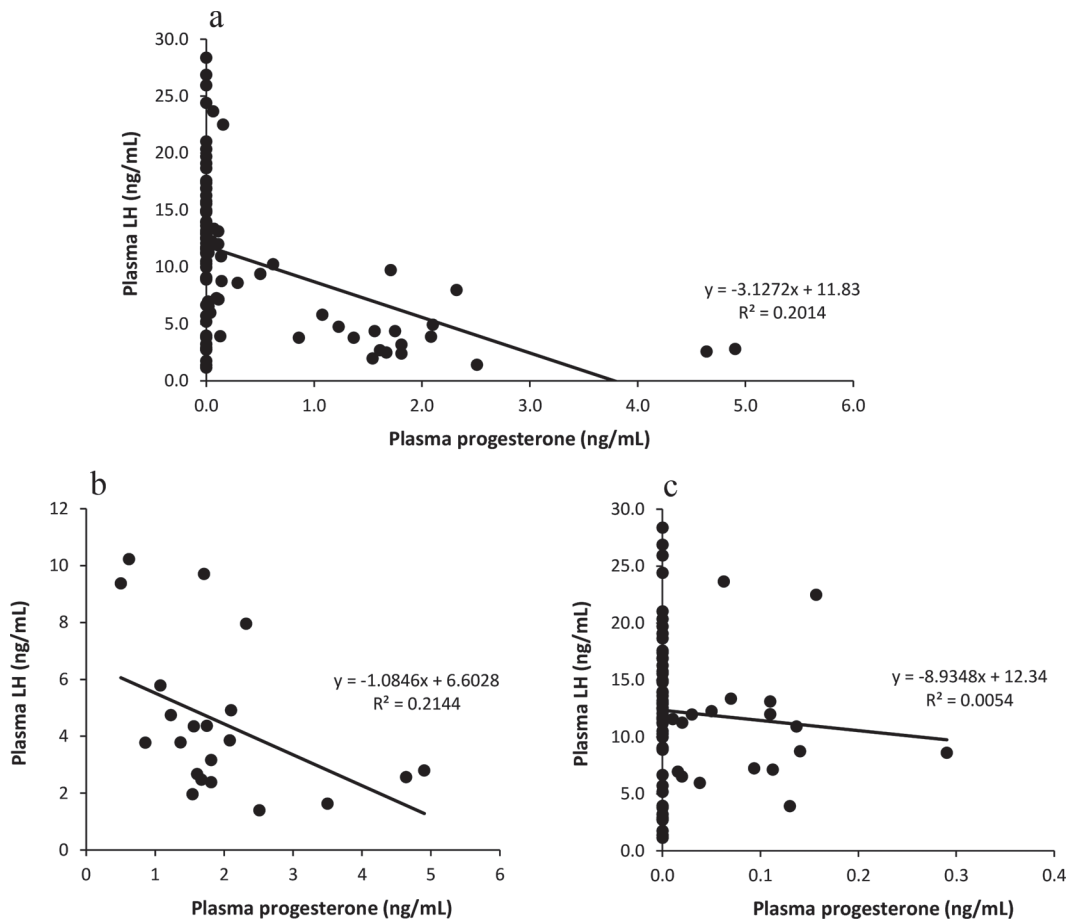 a
30.0
25.0
20.0
15.0
10.0
5.0
0.0
Plasma LH (ng/mL)
y = -3.1272x + 11.83
R² = 0.2014
0.0 1.0 2.0 3.0 4.0 5.0 6.0
Plasma progesterone (ng/mL)
b
12
10
8
6
4
2
0
Plasma LH (ng/mL)
y = -1.0846x + 6.6028
R² = 0.2144
0 1 2 3 4 5 6
Plasma progesterone (ng/mL)
c
30.0
25.0
20.0
15.0
10.0
5.0
0.0
Plasma LH (ng/mL)
y = -8.9348x + 12.34
R² = 0.0054
0.0 0.1 0.2 0.3 0.4
Plasma progesterone (ng/mL)